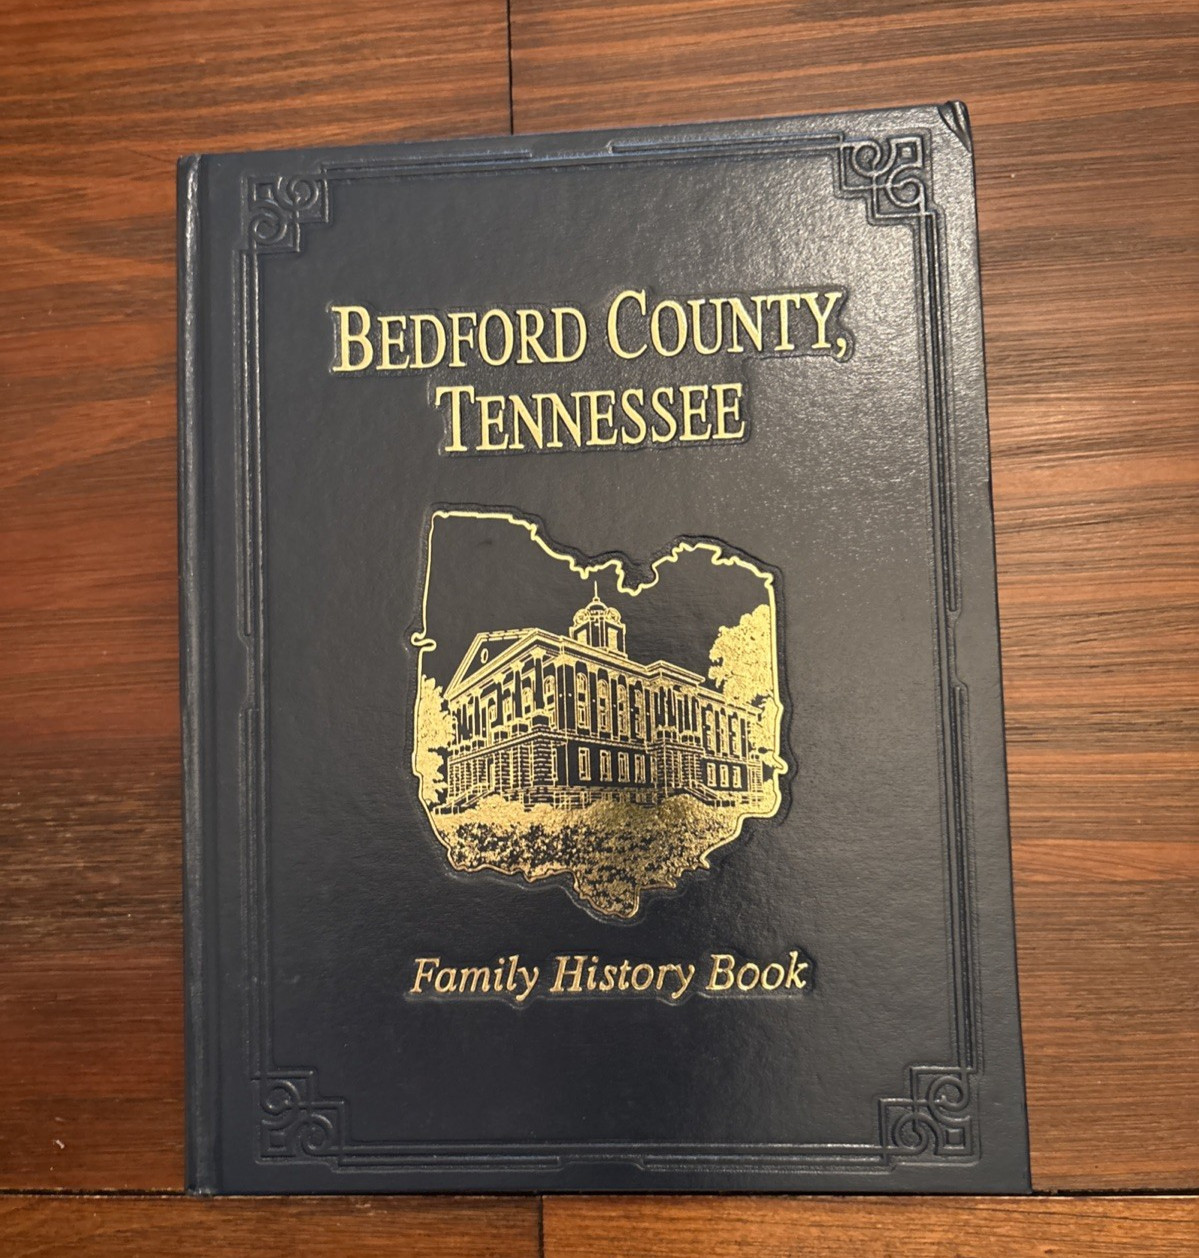 BEDFORD COUNTY,
TENNESSEE
Family History Book